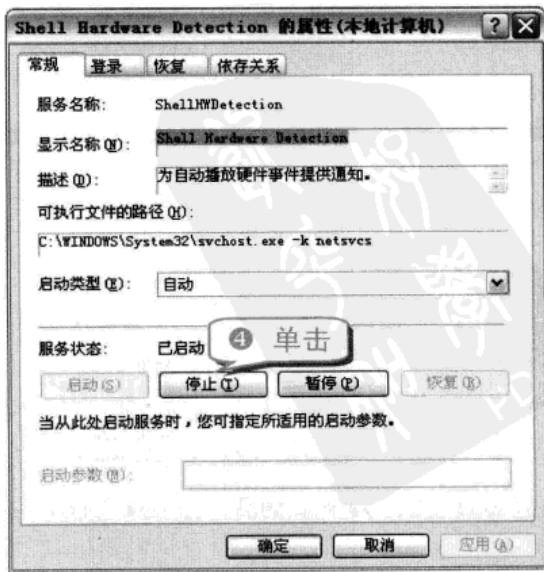 Shell Hardware Detection 的属性(本地计算机)
常规 登录 恢复 依存关系
服务名称: ShellHWDetection
显示名称(N): Shell Hardware Detection
描述(D): 为自动播放硬件事件提供通知。
可执行文件的路径(H):
C:\WINDOWS\System32\svchost.exe -k netsvcs
启动类型(E): 自动
服务状态: 已启动
④ 单击
启动(S) 停止(T) 暂停(P) 恢复(R)
当从此处启动服务时，您可指定所适用的启动参数。
启动参数(M):
确定 取消 应用(A)